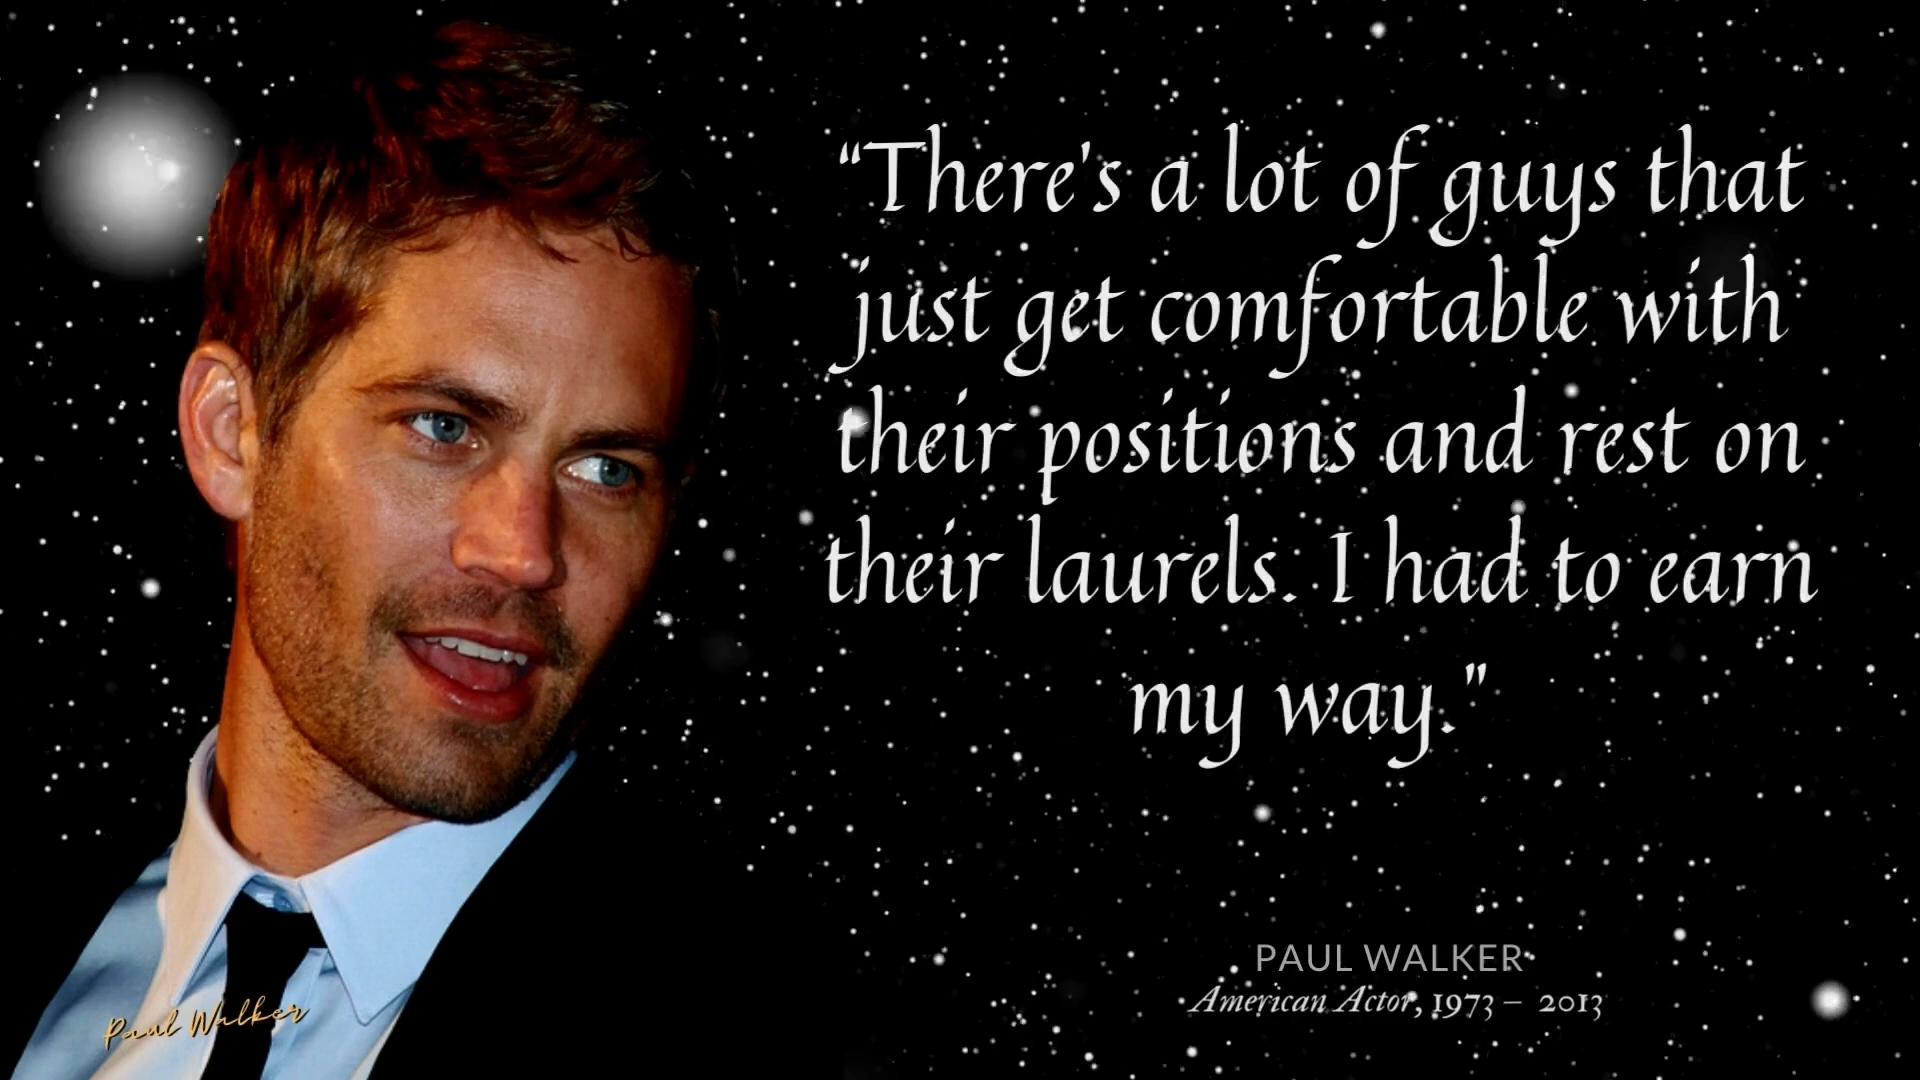 “There's a lot of guys that
just get comfortable with
their positions and rest on
their laurels. I had to earn
my way.”
PAUL WALKER
American Actor, 1973 – 2013
Paul Walker